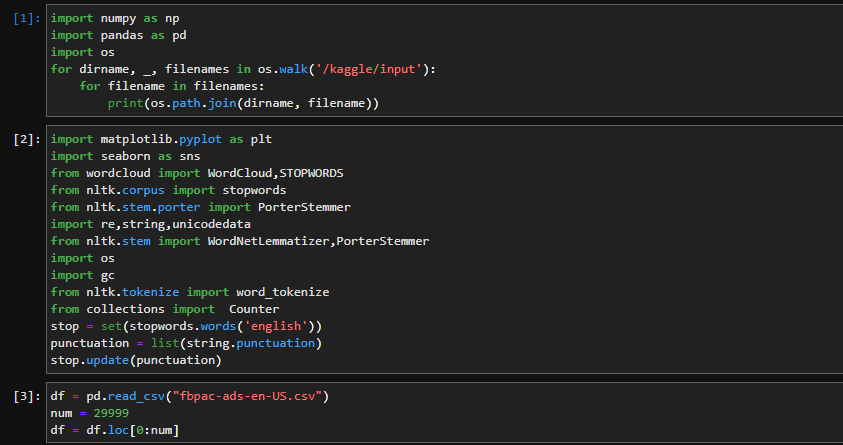 [1]: import numpy as np
import pandas as pd
import os
for dirname, _, filenames in os.walk('/kaggle/input'):
    for filename in filenames:
        print(os.path.join(dirname, filename))
[2]: import matplotlib.pyplot as plt
import seaborn as sns
from wordcloud import WordCloud,STOPWORDS
from nltk.corpus import stopwords
from nltk.stem.porter import PorterStemmer
import re,string,unicodedata
from nltk.stem import WordNetLemmatizer,PorterStemmer
import os
import gc
from nltk.tokenize import word_tokenize
from collections import  Counter
stop = set(stopwords.words('english'))
punctuation = list(string.punctuation)
stop.update(punctuation)
[3]: df = pd.read_csv("fbpac-ads-en-US.csv")
num = 29999
df = df.loc[0:num]